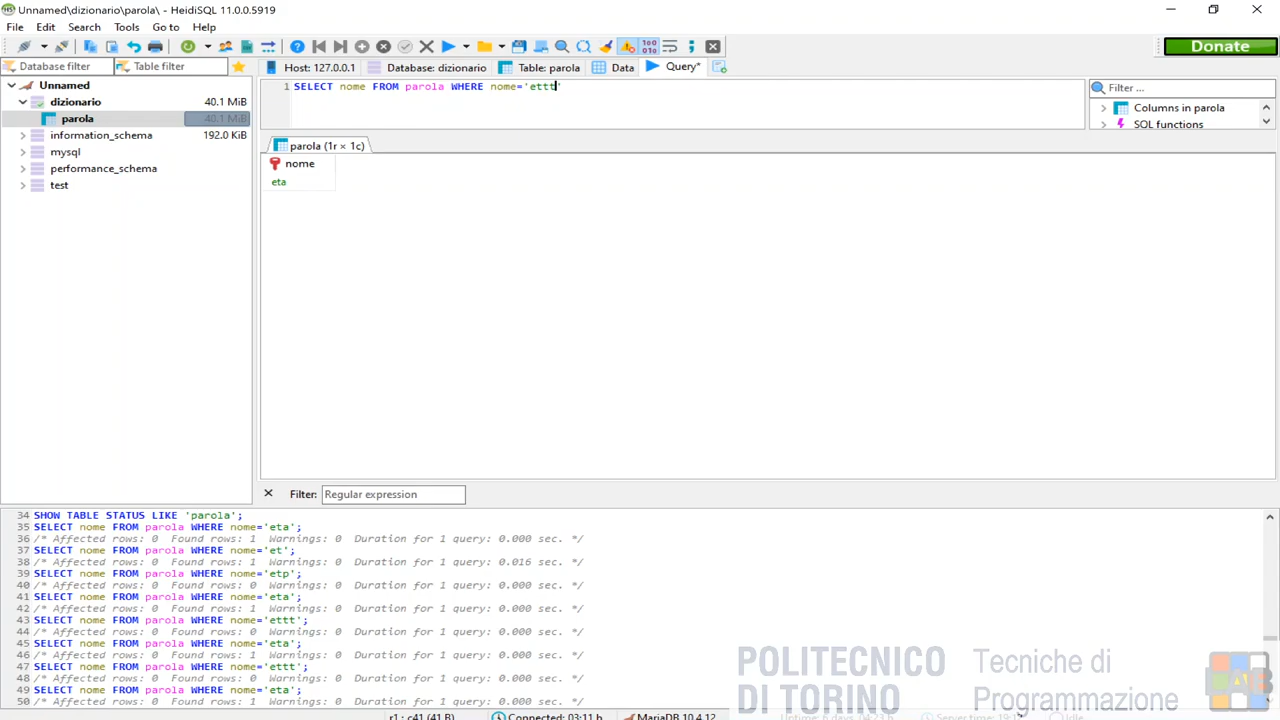 Unnamed\dizionario\parola\ - HeidiSQL 11.0.0.5919
File Edit Search Tools Go to Help
Donate
Database filter Table filter Host: 127.0.0.1 Database: dizionario Table: parola Data Query*
Unnamed
dizionario 40.1 MiB
parola 40.1 MiB
information_schema 192.0 KiB
mysql
performance_schema
test
1 SELECT nome FROM parola WHERE nome='ettt'
Filter ...
Columns in parola
SQL functions
parola (1r × 1c)
nome
eta
Filter: Regular expression
34 SHOW TABLE STATUS LIKE 'parola';
35 SELECT nome FROM parola WHERE nome='eta';
36 /* Affected rows: 0 Found rows: 1 Warnings: 0 Duration for 1 query: 0.000 sec. */
37 SELECT nome FROM parola WHERE nome='et';
38 /* Affected rows: 0 Found rows: 1 Warnings: 0 Duration for 1 query: 0.016 sec. */
39 SELECT nome FROM parola WHERE nome='etp';
40 /* Affected rows: 0 Found rows: 0 Warnings: 0 Duration for 1 query: 0.000 sec. */
41 SELECT nome FROM parola WHERE nome='eta';
42 /* Affected rows: 0 Found rows: 1 Warnings: 0 Duration for 1 query: 0.000 sec. */
43 SELECT nome FROM parola WHERE nome='ettt';
44 /* Affected rows: 0 Found rows: 0 Warnings: 0 Duration for 1 query: 0.000 sec. */
45 SELECT nome FROM parola WHERE nome='eta';
46 /* Affected rows: 0 Found rows: 1 Warnings: 0 Duration for 1 query: 0.000 sec. */
47 SELECT nome FROM parola WHERE nome='ettt';
48 /* Affected rows: 0 Found rows: 0 Warnings: 0 Duration for 1 query: 0.000 sec. */
49 SELECT nome FROM parola WHERE nome='eta';
50 /* Affected rows: 0 Found rows: 1 Warnings: 0 Duration for 1 query: 0.000 sec. */
POLITECNICO
DI TORINO
Tecniche di
Programmazione
r1 : c41 (41 B) Connected: 03:11 h MariaDB 10.4.12 Uptime: 6 days, Server time: Idle